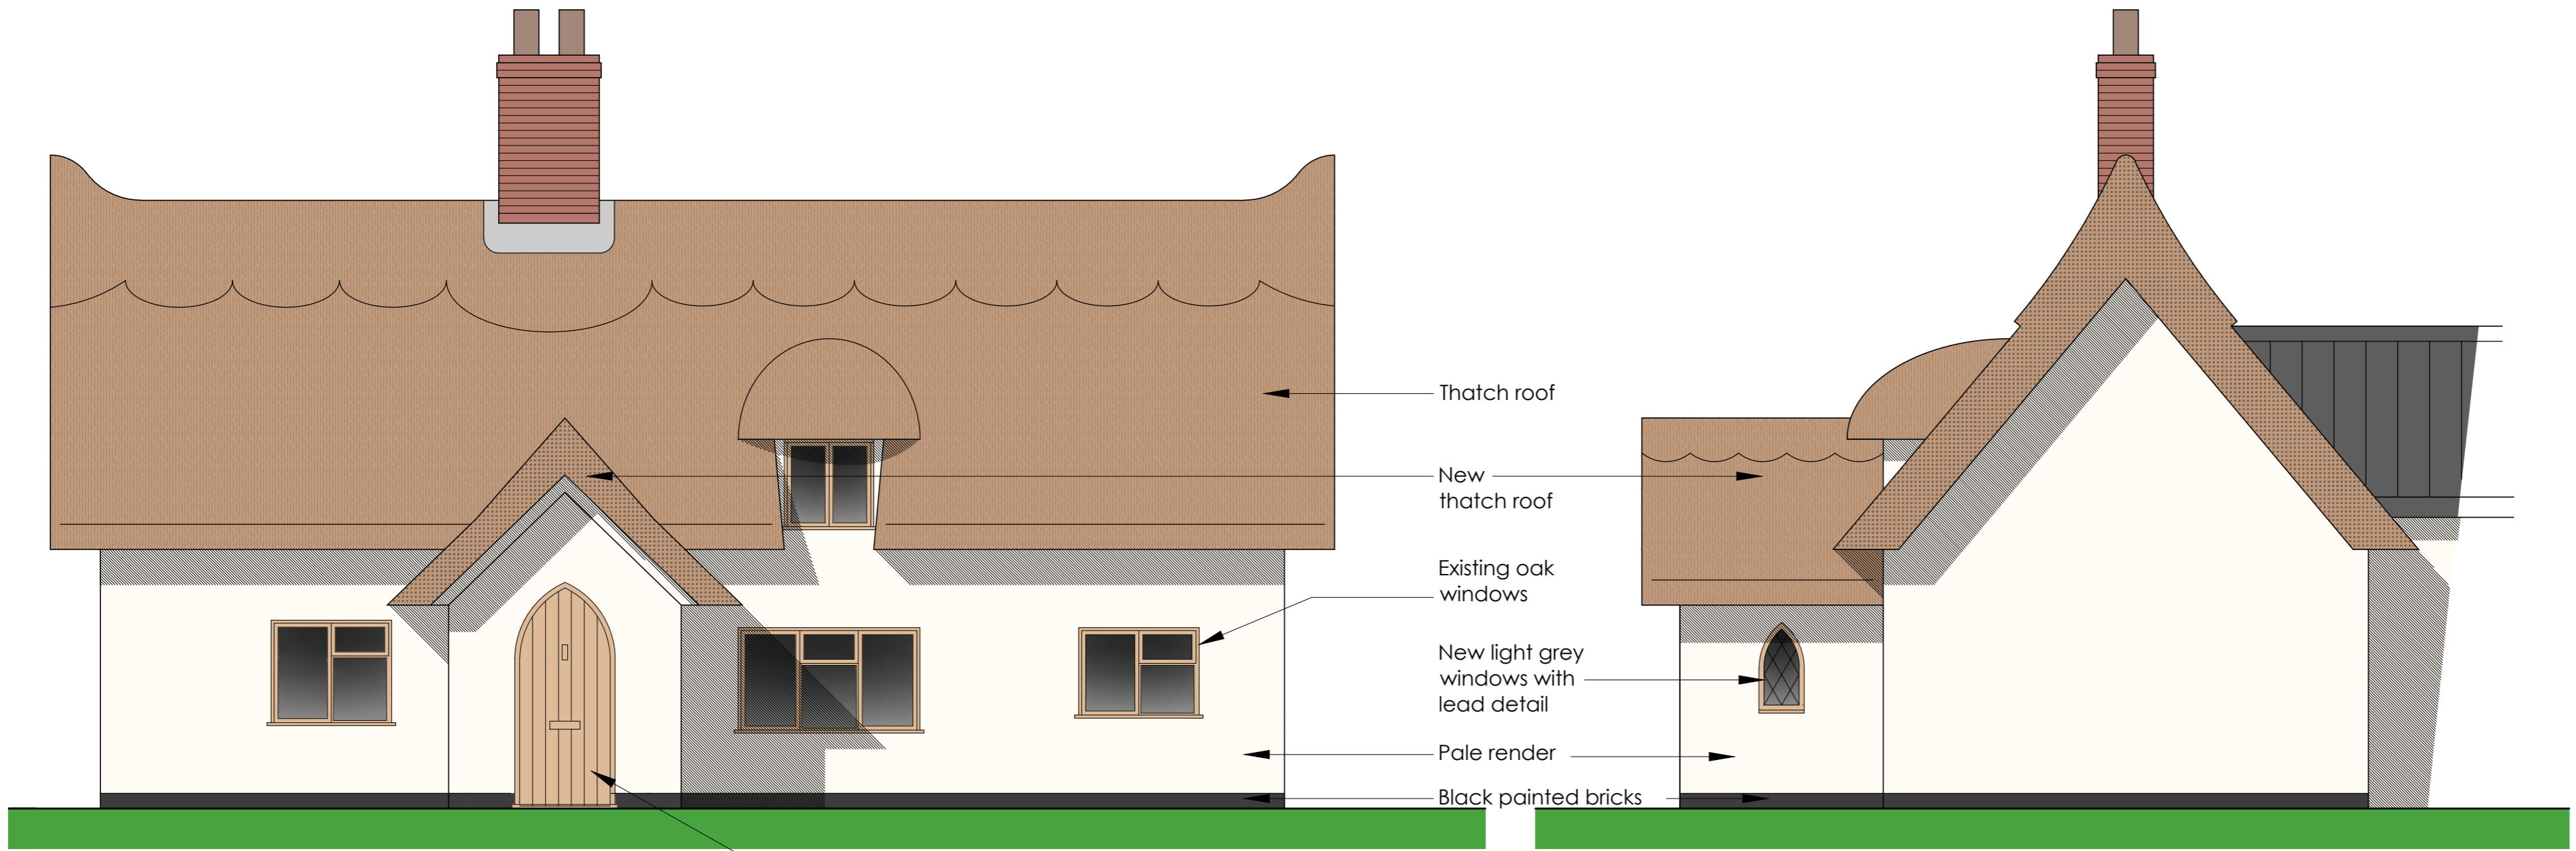 Thatch roof
New
thatch roof
Existing oak
windows
New light grey
windows with
lead detail
Pale render
Black painted bricks